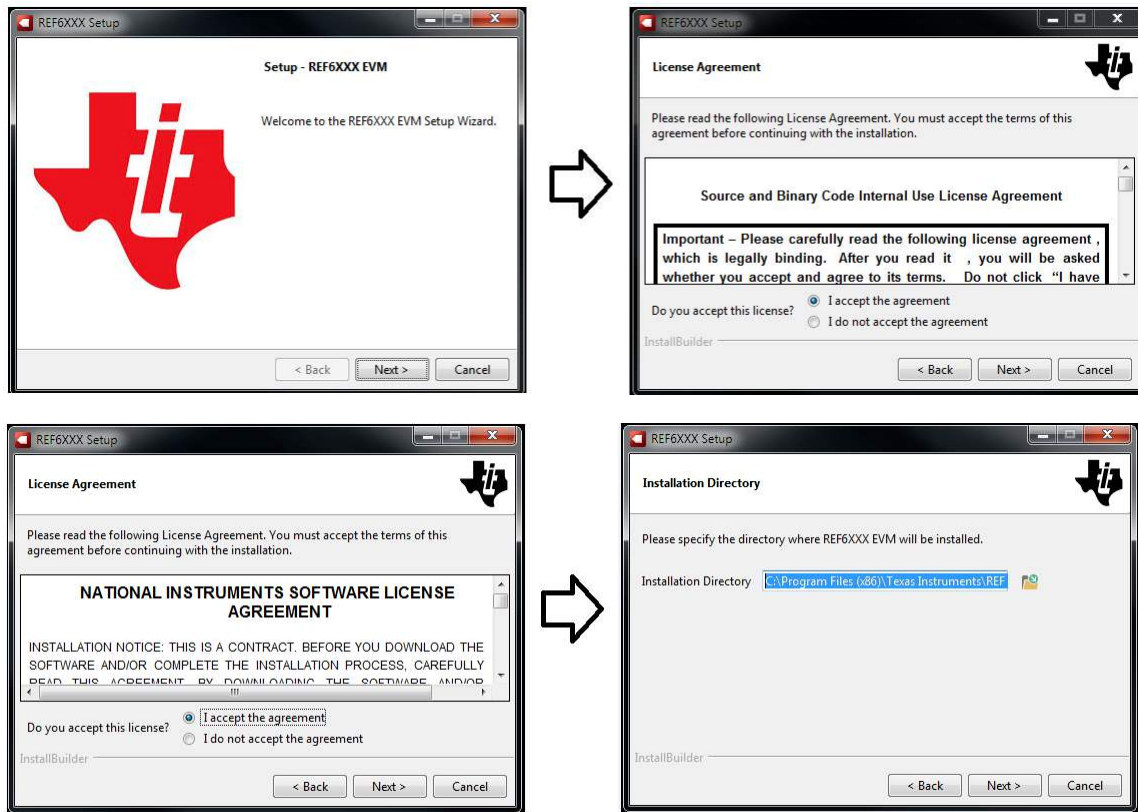 REF6XXX Setup
Setup - REF6XXX EVM
Welcome to the REF6XXX EVM Setup Wizard.
< Back
Next >
Cancel
REF6XXX Setup
License Agreement
Please read the following License Agreement. You must accept the terms of this
agreement before continuing with the installation.
Source and Binary Code Internal Use License Agreement
Important – Please carefully read the following license agreement ,
which is legally binding. After you read it , you will be asked
whether you accept and agree to its terms. Do not click “I have
Do you accept this license?
I accept the agreement
I do not accept the agreement
InstallBuilder
< Back
Next >
Cancel
REF6XXX Setup
License Agreement
Please read the following License Agreement. You must accept the terms of this
agreement before continuing with the installation.
NATIONAL INSTRUMENTS SOFTWARE LICENSE
AGREEMENT
INSTALLATION NOTICE: THIS IS A CONTRACT. BEFORE YOU DOWNLOAD THE
SOFTWARE AND/OR COMPLETE THE INSTALLATION PROCESS, CAREFULLY
READ THIS AGREEMENT. BY DOWNLOADING THE SOFTWARE AND/OR
Do you accept this license?
I accept the agreement
I do not accept the agreement
InstallBuilder
< Back
Next >
Cancel
REF6XXX Setup
Installation Directory
Please specify the directory where REF6XXX EVM will be installed.
Installation Directory
C:\Program Files (x86)\Texas Instruments\REF
InstallBuilder
< Back
Next >
Cancel